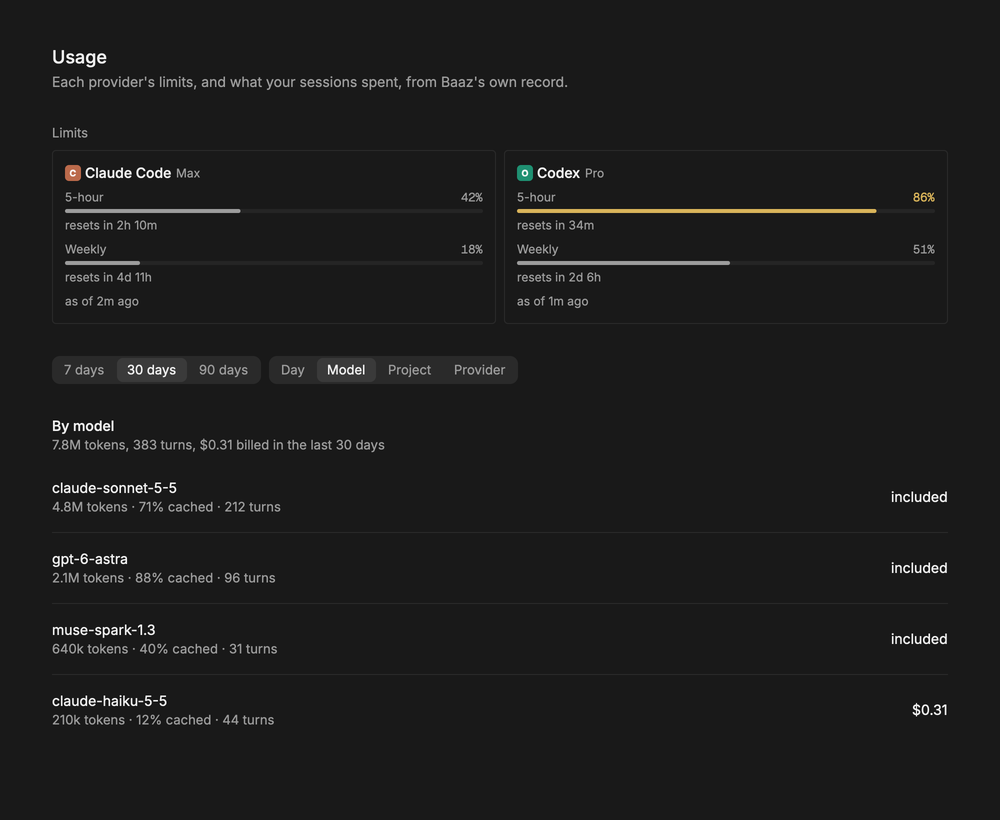 Usage
Each provider's limits, and what your sessions spent, from Baaz's own record.
Limits
C Claude Code Max
5-hour 42%
resets in 2h 10m
Weekly 18%
resets in 4d 11h
as of 2m ago
O Codex Pro
5-hour 86%
resets in 34m
Weekly 51%
resets in 2d 6h
as of 1m ago
7 days 30 days 90 days Day Model Project Provider
By model
7.8M tokens, 383 turns, $0.31 billed in the last 30 days
claude-sonnet-5-5
4.8M tokens · 71% cached · 212 turns
included
gpt-6-astra
2.1M tokens · 88% cached · 96 turns
included
muse-spark-1.3
640k tokens · 40% cached · 31 turns
included
claude-haiku-5-5
210k tokens · 12% cached · 44 turns
$0.31